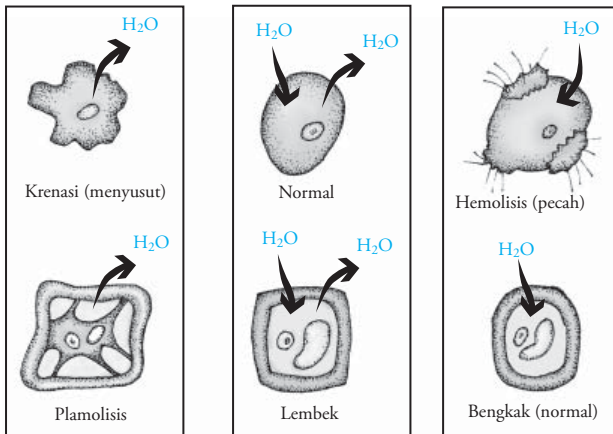 H₂O
Krenasi (menyusut)
H₂O
Plamolisis
H₂O
H₂O
Normal
H₂O
H₂O
Lembek
H₂O
Hemolisis (pecah)
H₂O
Bengkak (normal)